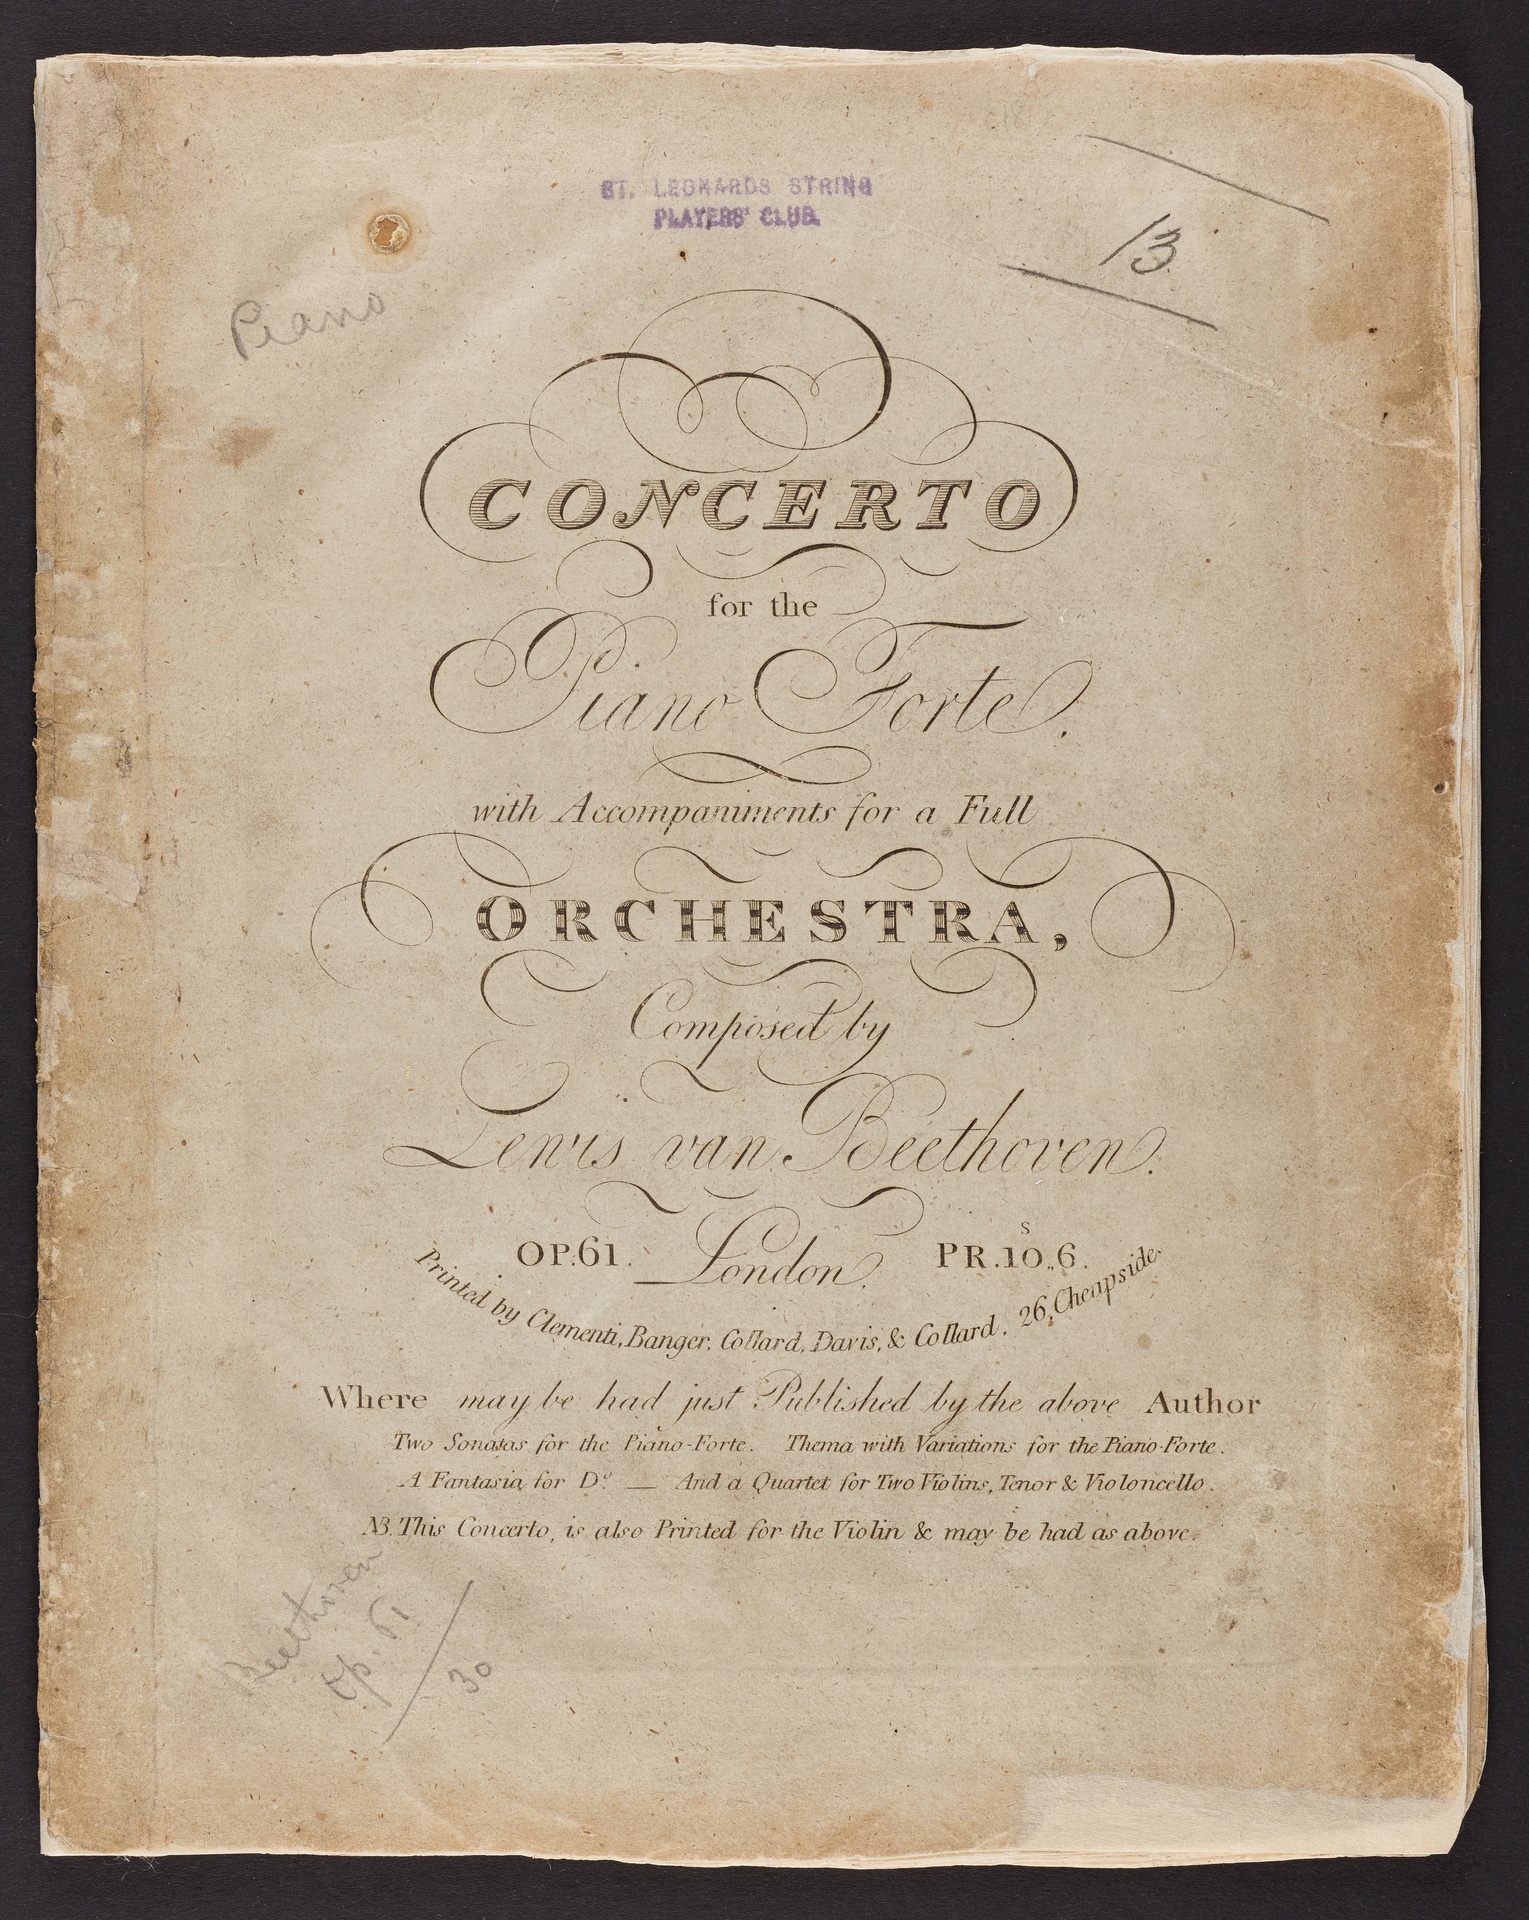 ST. LEONARDS STRING
PLAYERS' CLUB.
13
Piano
CONCERTO
for the
Piano Forte.
with Accompaniments for a Full
ORCHESTRA,
Composed by
Lewis van Beethoven.
OP.61. London. PR.10s..6.
Printed by Clementi, Banger, Collard, Davis, & Collard. 26, Cheapside.
Where may be had just Published by the above Author
Two Sonatas for the Piano-Forte. Thema with Variations for the Piano-Forte.
A Fantasia for Do. — And a Quartet for Two Violins, Tenor & Violoncello.
NB. This Concerto, is also Printed for the Violin & may be had as above.
Beethoven
Op. 61
30